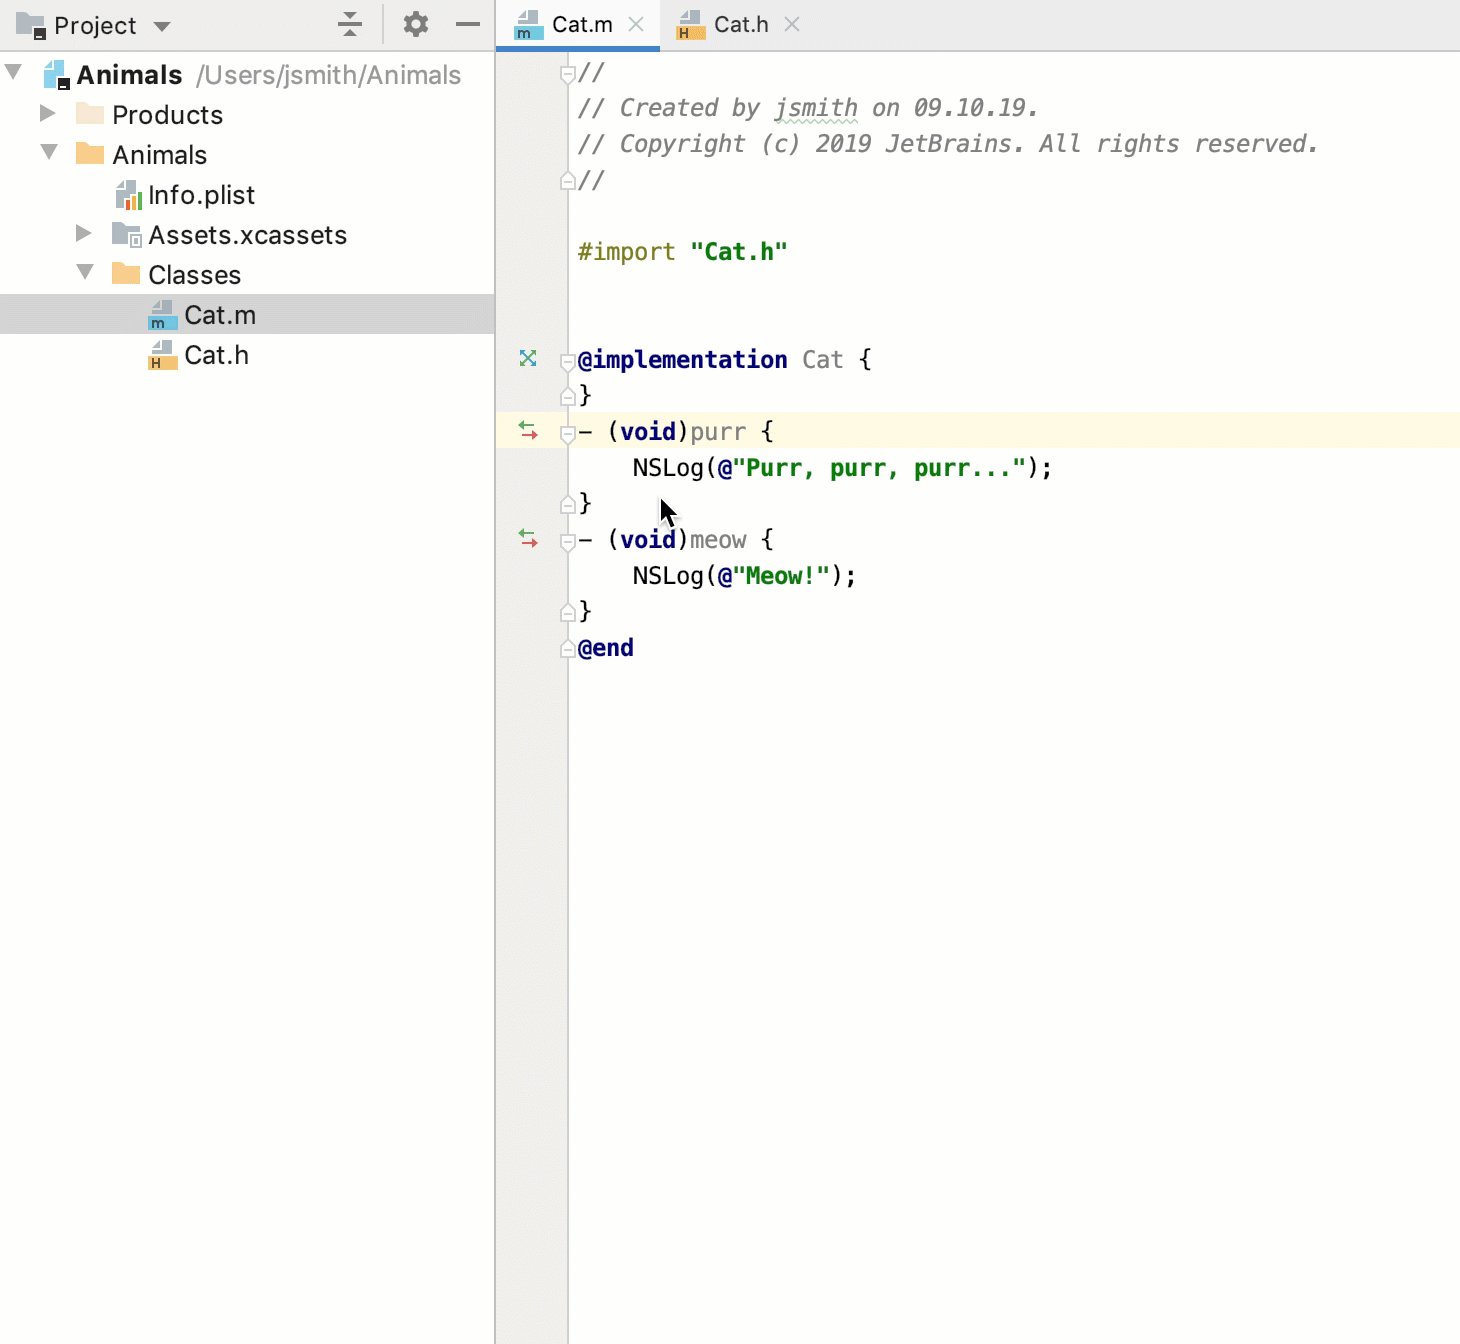 Project
Animals /Users/jsmith/Animals
Products
Animals
Info.plist
Assets.xcassets
Classes
Cat.m
Cat.h
Cat.m
Cat.h
//
// Created by jsmith on 09.10.19.
// Copyright (c) 2019 JetBrains. All rights reserved.
//
#import "Cat.h"
@implementation Cat {
}
- (void)purr {
NSLog(@"Purr, purr, purr...");
}
- (void)meow {
NSLog(@"Meow!");
}
@end